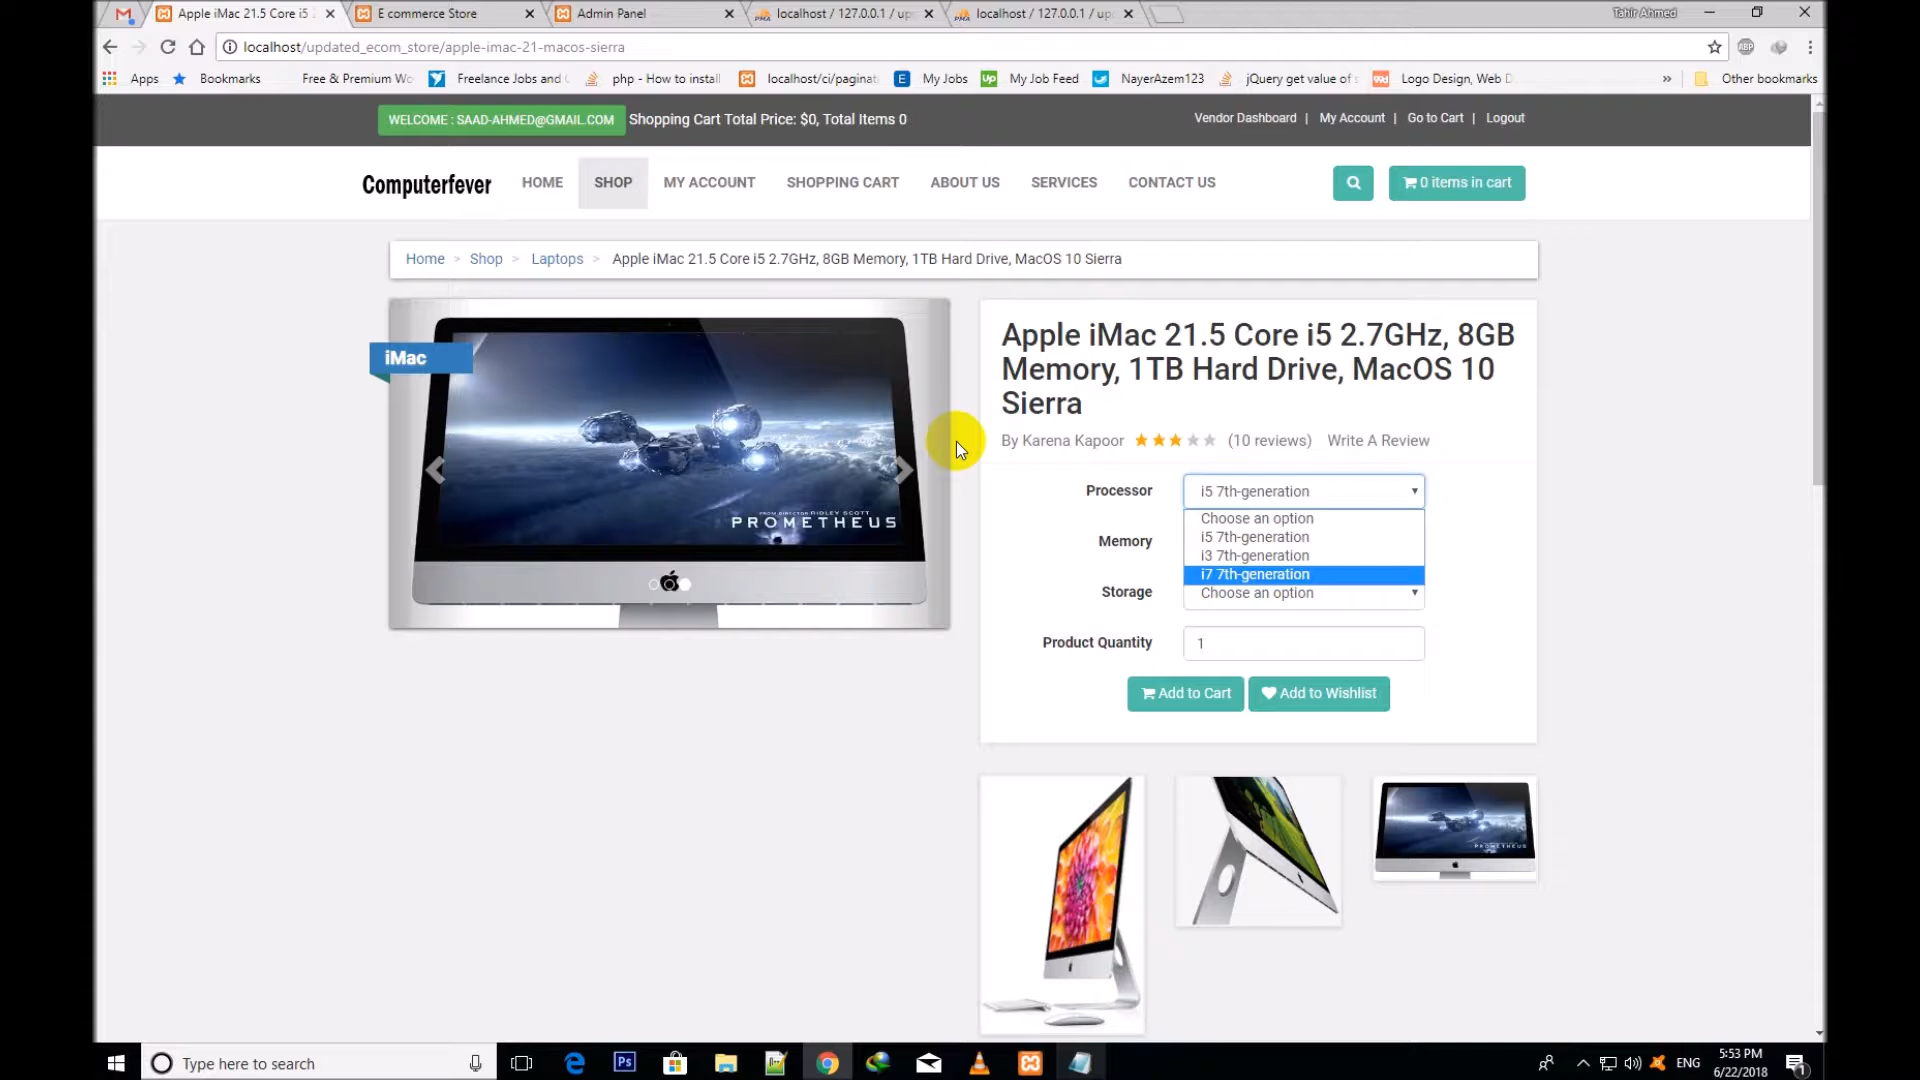 Apple iMac 21.5 Core i5 2
E commerce Store
Admin Panel
localhost / 127.0.0.1 / up
localhost / 127.0.0.1 / up
Tahir Ahmed
localhost/updated_ecom_store/apple-imac-21-macos-sierra
ABP
Apps
Bookmarks
Free & Premium Wo
Freelance Jobs and
php - How to install
localhost/ci/paginat
My Jobs
My Job Feed
NayerAzem123
jQuery get value of s
Logo Design, Web D
Other bookmarks
WELCOME : SAAD-AHMED@GMAIL.COM
Shopping Cart Total Price: $0, Total Items 0
Vendor Dashboard | My Account | Go to Cart | Logout
Computerfever
HOME
SHOP
MY ACCOUNT
SHOPPING CART
ABOUT US
SERVICES
CONTACT US
0 items in cart
Home > Shop > Laptops > Apple iMac 21.5 Core i5 2.7GHz, 8GB Memory, 1TB Hard Drive, MacOS 10 Sierra
iMac
FROM DIRECTOR RIDLEY SCOTT
PROMETHEUS
Apple iMac 21.5 Core i5 2.7GHz, 8GB
Memory, 1TB Hard Drive, MacOS 10
Sierra
By Karena Kapoor
(10 reviews)
Write A Review
Processor
i5 7th-generation
Choose an option
i5 7th-generation
i3 7th-generation
i7 7th-generation
Memory
Storage
Choose an option
Product Quantity
1
Add to Cart
Add to Wishlist
PROMETHEUS
Type here to search
Ps
ENG
5:53 PM
6/22/2018
1